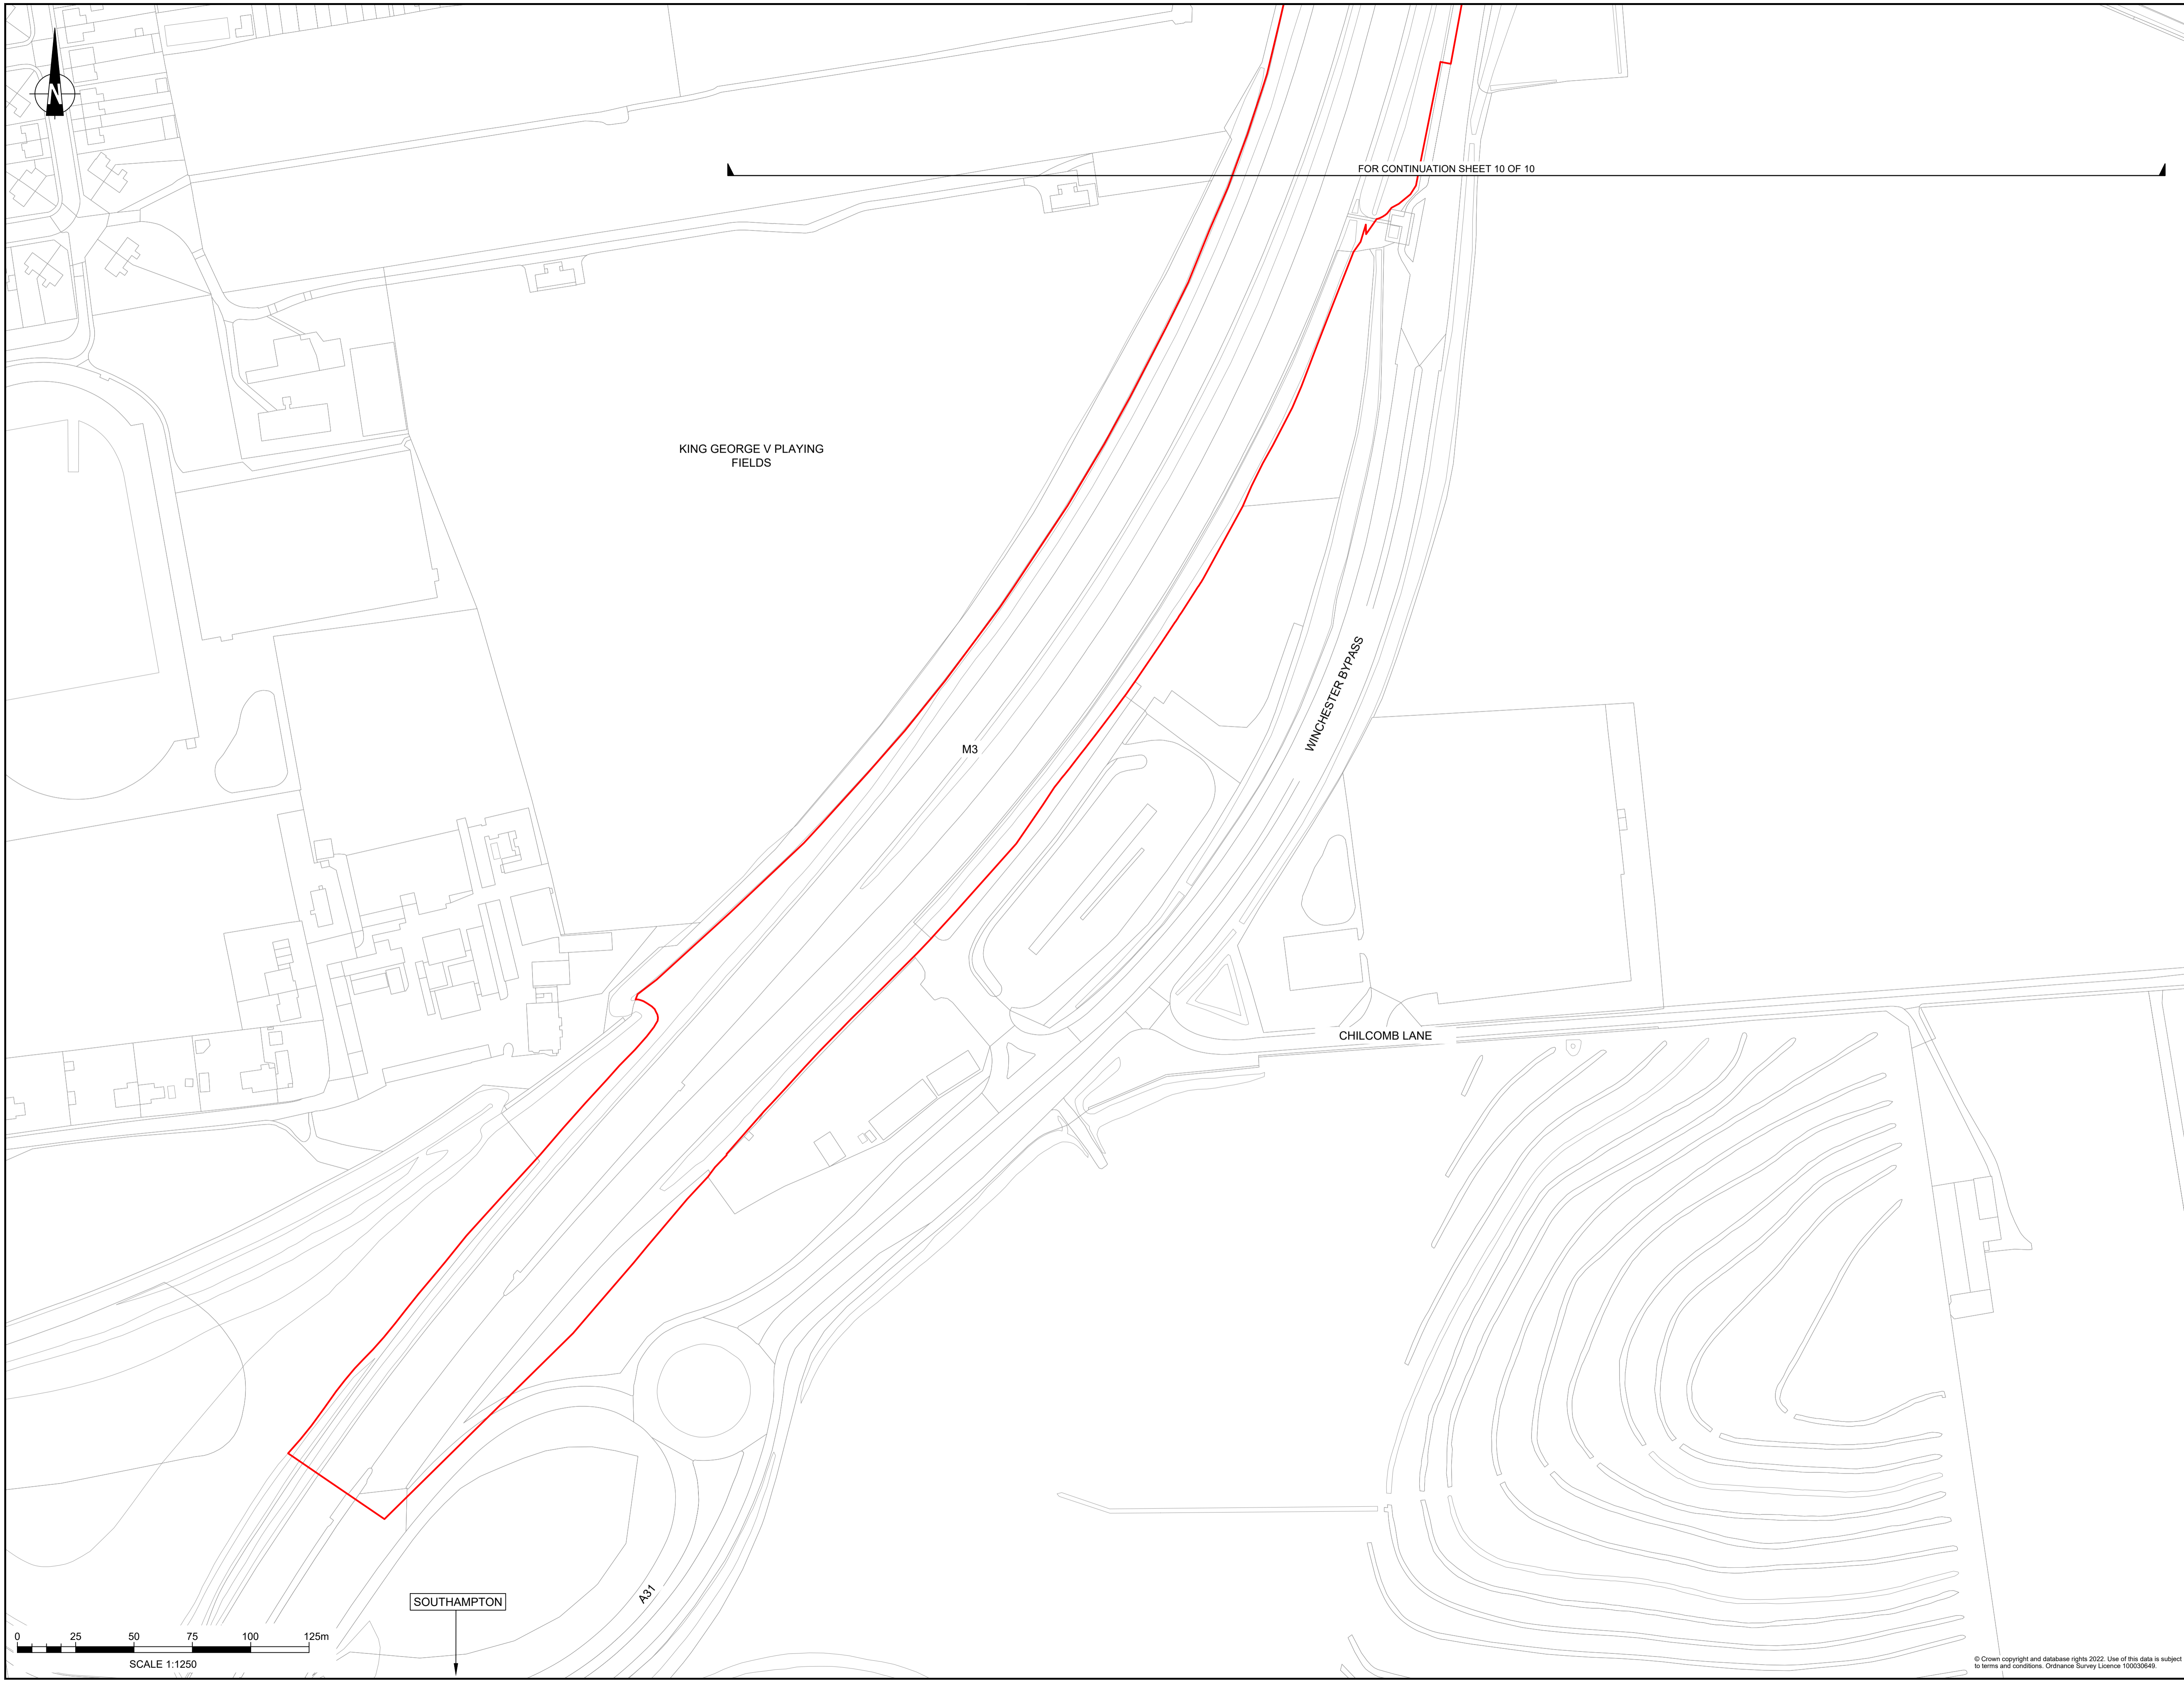 N
FOR CONTINUATION SHEET 10 OF 10
KING GEORGE V PLAYING
FIELDS
WINCHESTER BYPASS
M3
CHILCOMB LANE
A31
SOUTHAMPTON
0 25 50 75 100 125m
SCALE 1:1250
© Crown copyright and database rights 2022. Use of this data is subject
to terms and conditions. Ordnance Survey Licence 100030649.